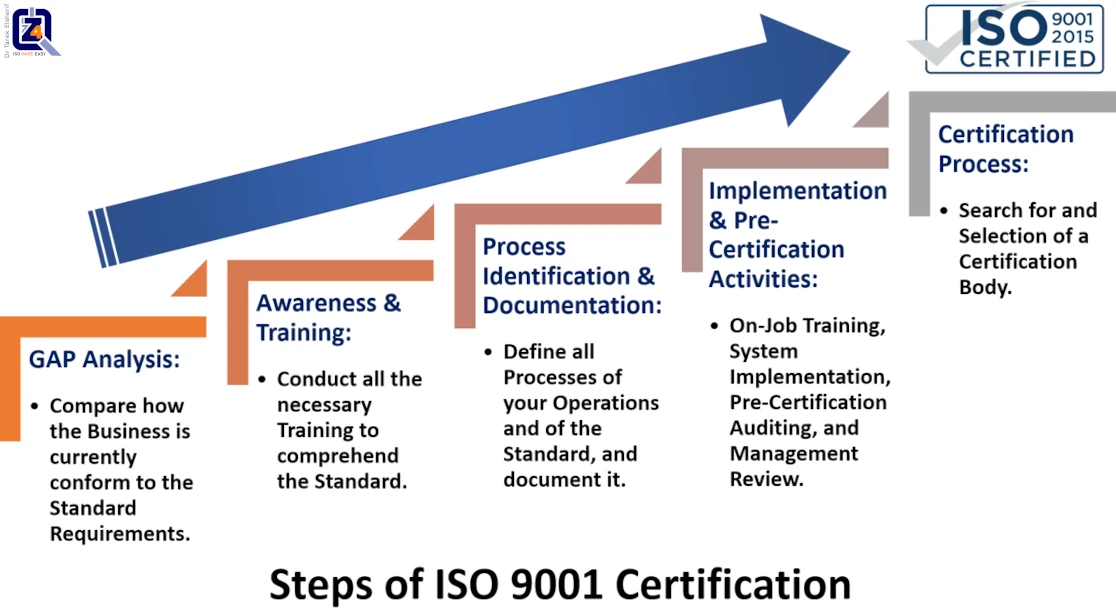 Dr Tarek Elsherif
Z4
ISO MADE EASY
ISO 9001
2015
CERTIFIED
GAP Analysis:
• Compare how
the Business is
currently
conform to the
Standard
Requirements.
Awareness &
Training:
• Conduct all the
necessary
Training to
comprehend
the Standard.
Process
Identification &
Documentation:
• Define all
Processes of
your Operations
and of the
Standard, and
document it.
Implementation
& Pre-
Certification
Activities:
• On-Job Training,
System
Implementation,
Pre-Certification
Auditing, and
Management
Review.
Certification
Process:
• Search for and
Selection of a
Certification
Body.
Steps of ISO 9001 Certification